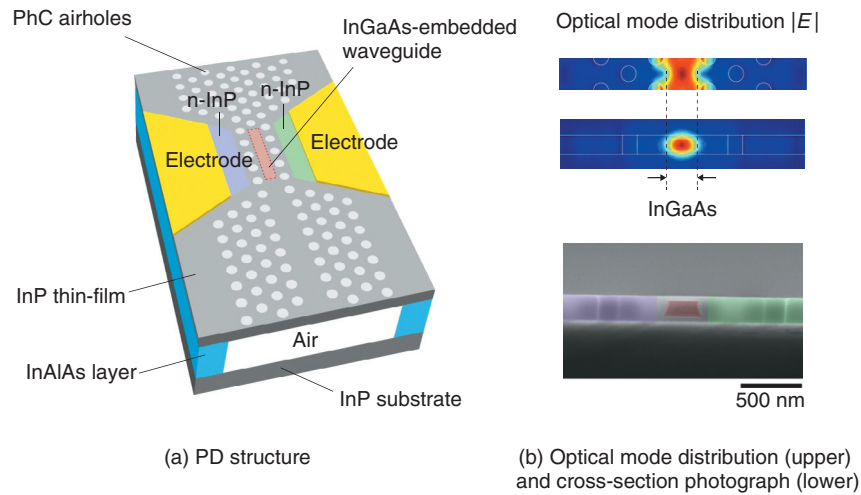 PhC airholes
InGaAs-embedded
waveguide
n-InP
n-InP
Electrode
Electrode
InP thin-film
Air
InAlAs layer
InP substrate
(a) PD structure
Optical mode distribution |E|
InGaAs
500 nm
(b) Optical mode distribution (upper)
and cross-section photograph (lower)